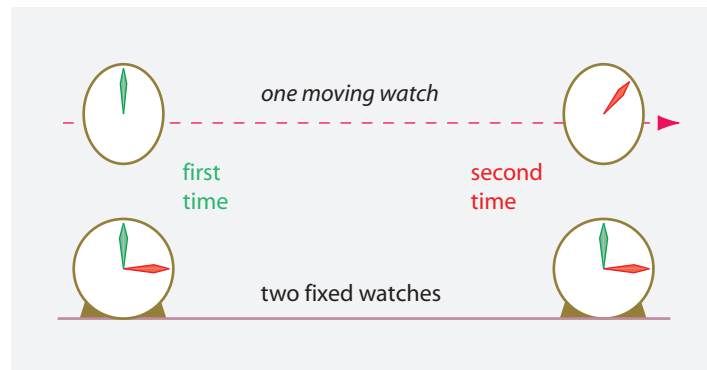 one moving watch
first
time
second
time
two fixed watches